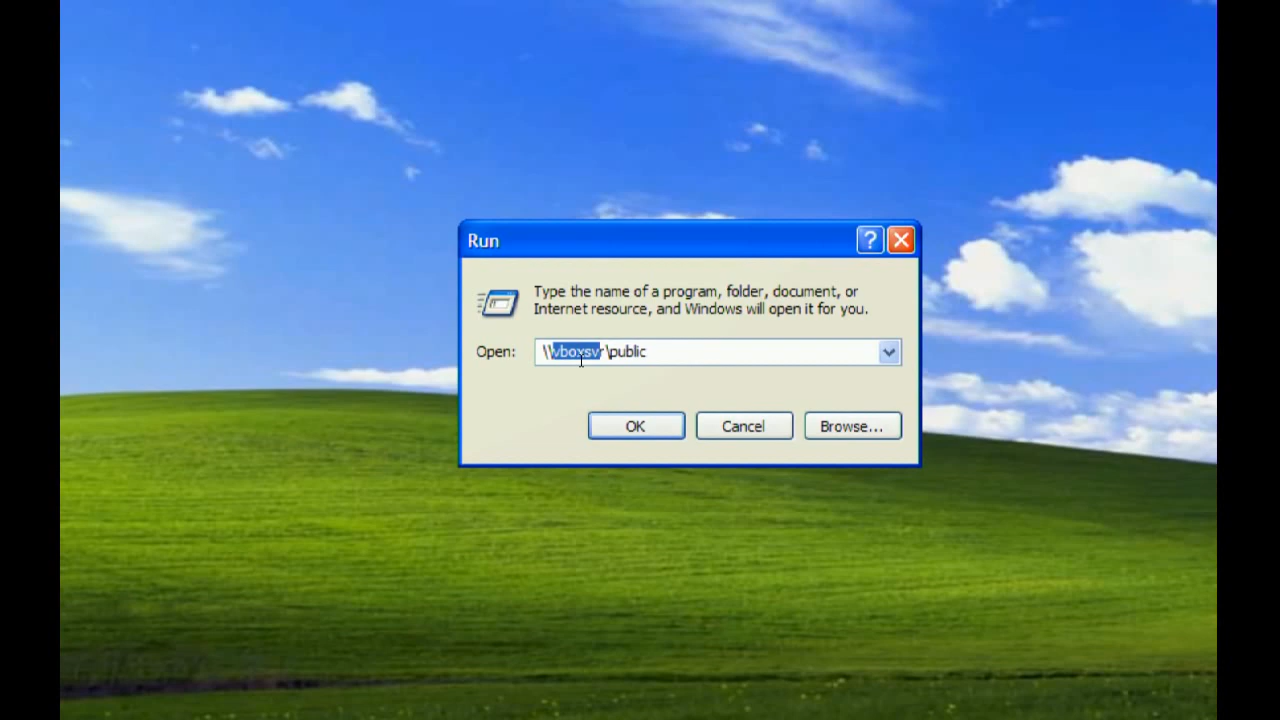 Run
?
Type the name of a program, folder, document, or
Internet resource, and Windows will open it for you.
Open: \\vboxsvr\public
OK Cancel Browse...